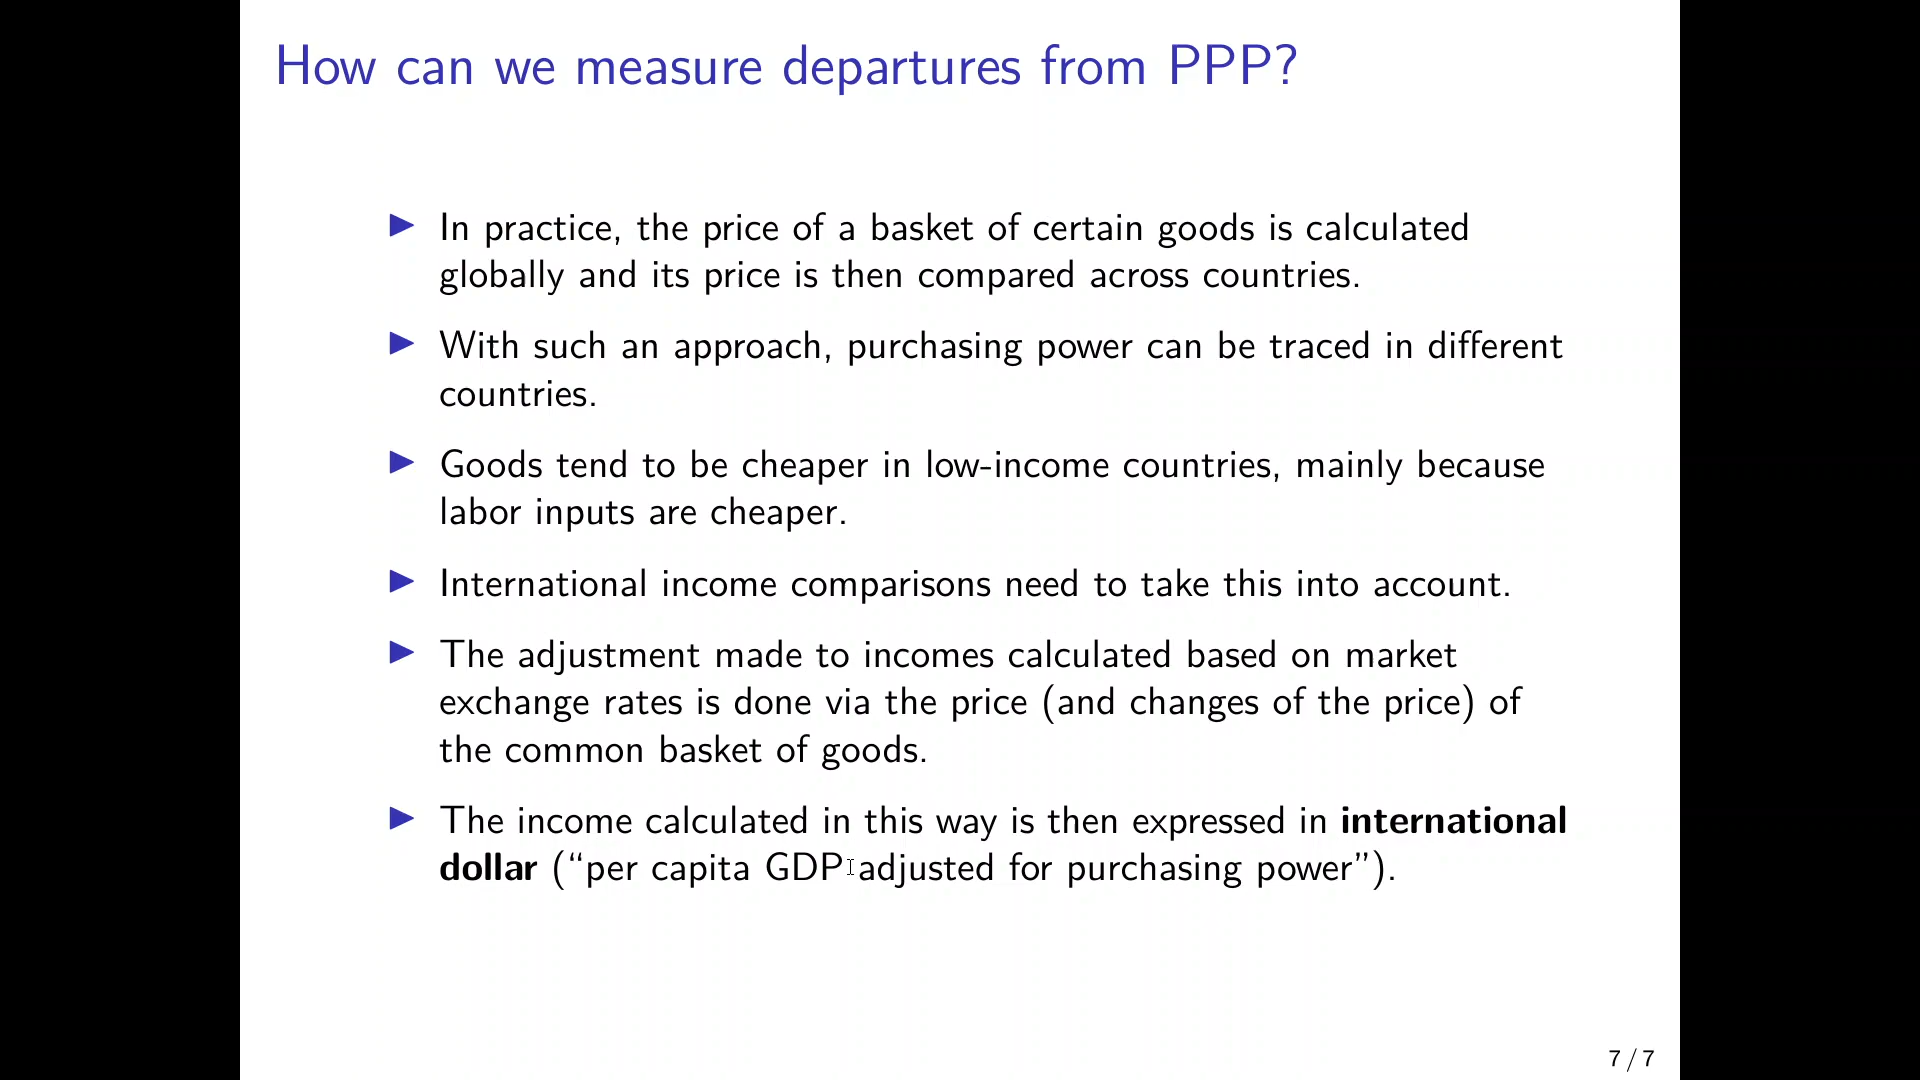 How can we measure departures from PPP?
▶ In practice, the price of a basket of certain goods is calculated
globally and its price is then compared across countries.
▶ With such an approach, purchasing power can be traced in different
countries.
▶ Goods tend to be cheaper in low-income countries, mainly because
labor inputs are cheaper.
▶ International income comparisons need to take this into account.
▶ The adjustment made to incomes calculated based on market
exchange rates is done via the price (and changes of the price) of
the common basket of goods.
▶ The income calculated in this way is then expressed in international
dollar (“per capita GDP adjusted for purchasing power”).
7 / 7